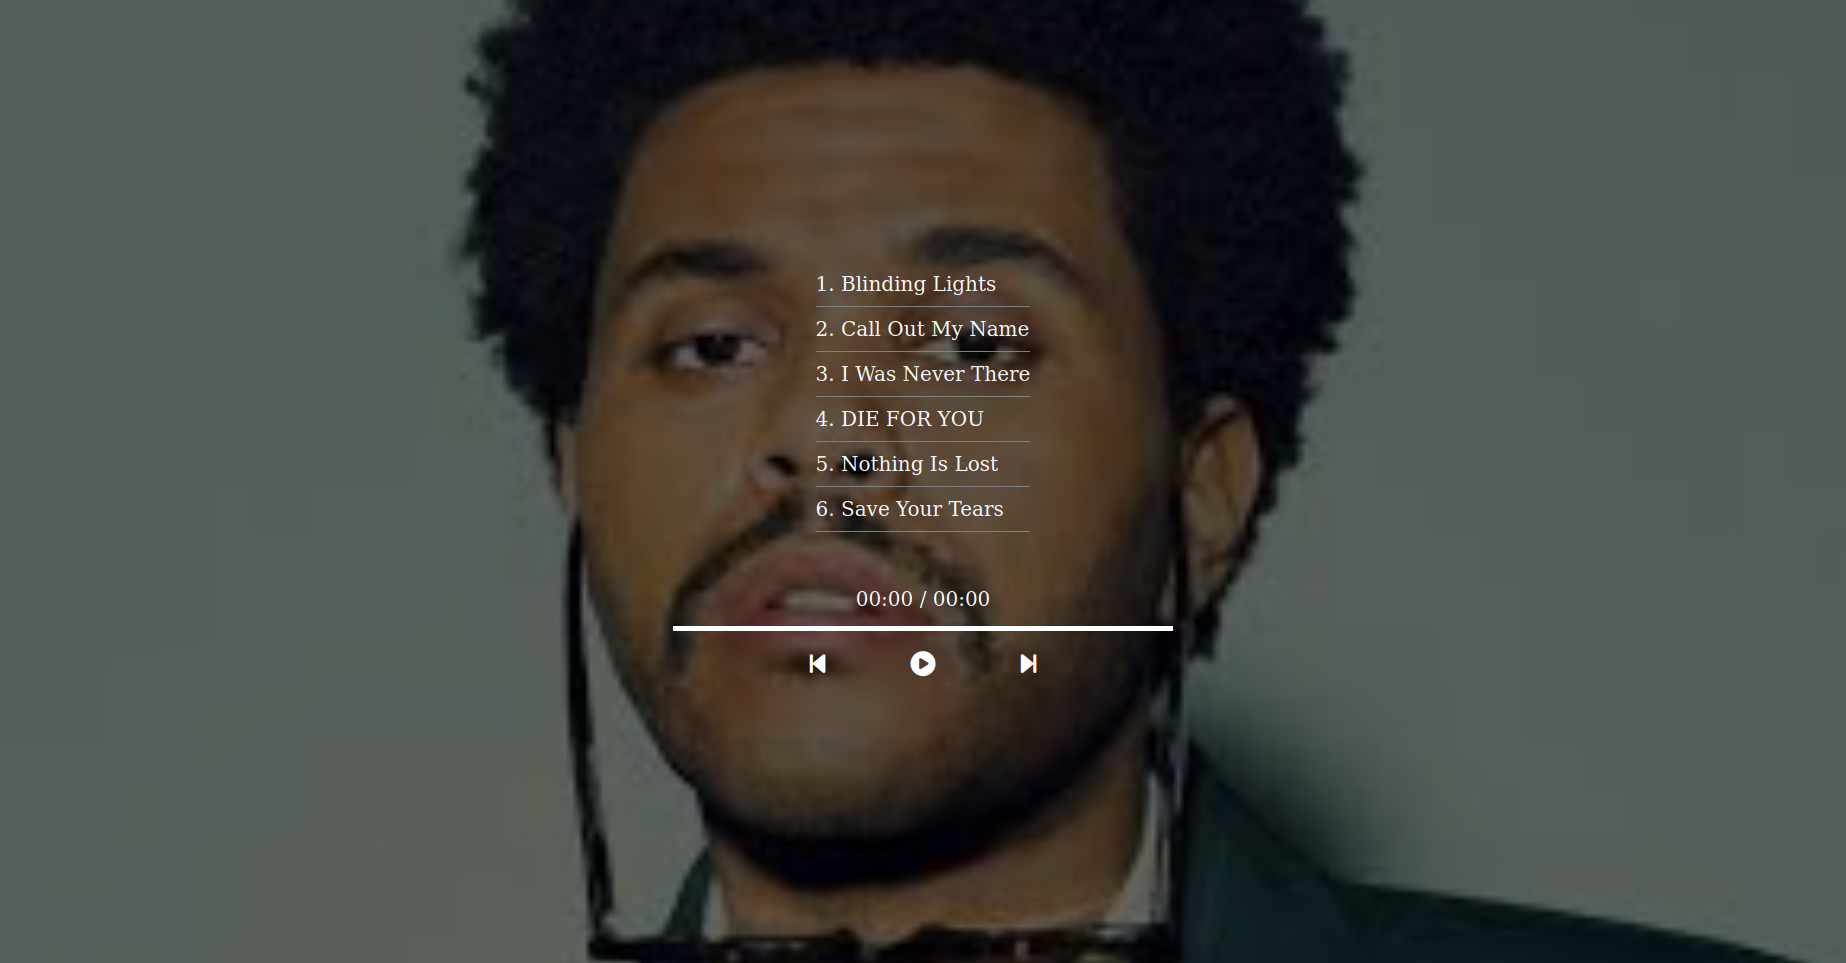 1. Blinding Lights
2. Call Out My Name
3. I Was Never There
4. DIE FOR YOU
5. Nothing Is Lost
6. Save Your Tears
00:00 / 00:00